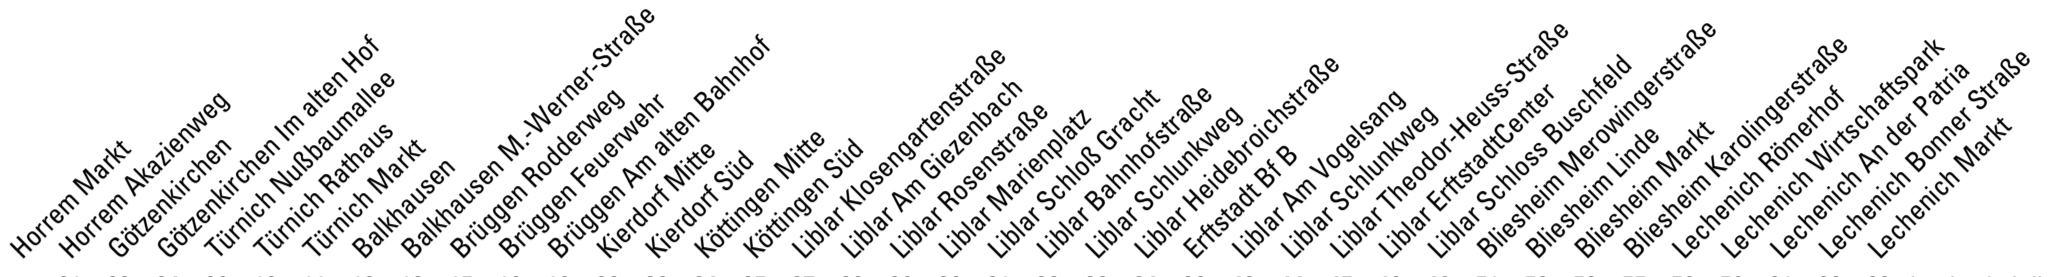 Horrem Markt
Horrem Akazienweg
Götzenkirchen
Götzenkirchen Im alten Hof
Türnich Nußbaumallee
Türnich Rathaus
Türnich Markt
Balkhausen
Balkhausen M.-Werner-Straße
Brüggen Rodderweg
Brüggen Feuerwehr
Brüggen Am alten Bahnhof
Kierdorf Mitte
Kierdorf Süd
Köttingen Mitte
Köttingen Süd
Liblar Klosengartenstraße
Liblar Am Giezenbach
Liblar Rosenstraße
Liblar Marienplatz
Liblar Schloß Gracht
Liblar Bahnhofstraße
Liblar Schlunkweg
Liblar Heidebroichstraße
Erftstadt Bf B
Liblar Am Vogelsang
Liblar Schlunkweg
Liblar Theodor-Heuss-Straße
Liblar ErftstadtCenter
Liblar Schloss Buschfeld
Bliesheim Merowingerstraße
Bliesheim Linde
Bliesheim Markt
Bliesheim Karolingerstraße
Lechenich Römerhof
Lechenich Wirtschaftspark
Lechenich An der Patria
Lechenich Bonner Straße
Lechenich Markt